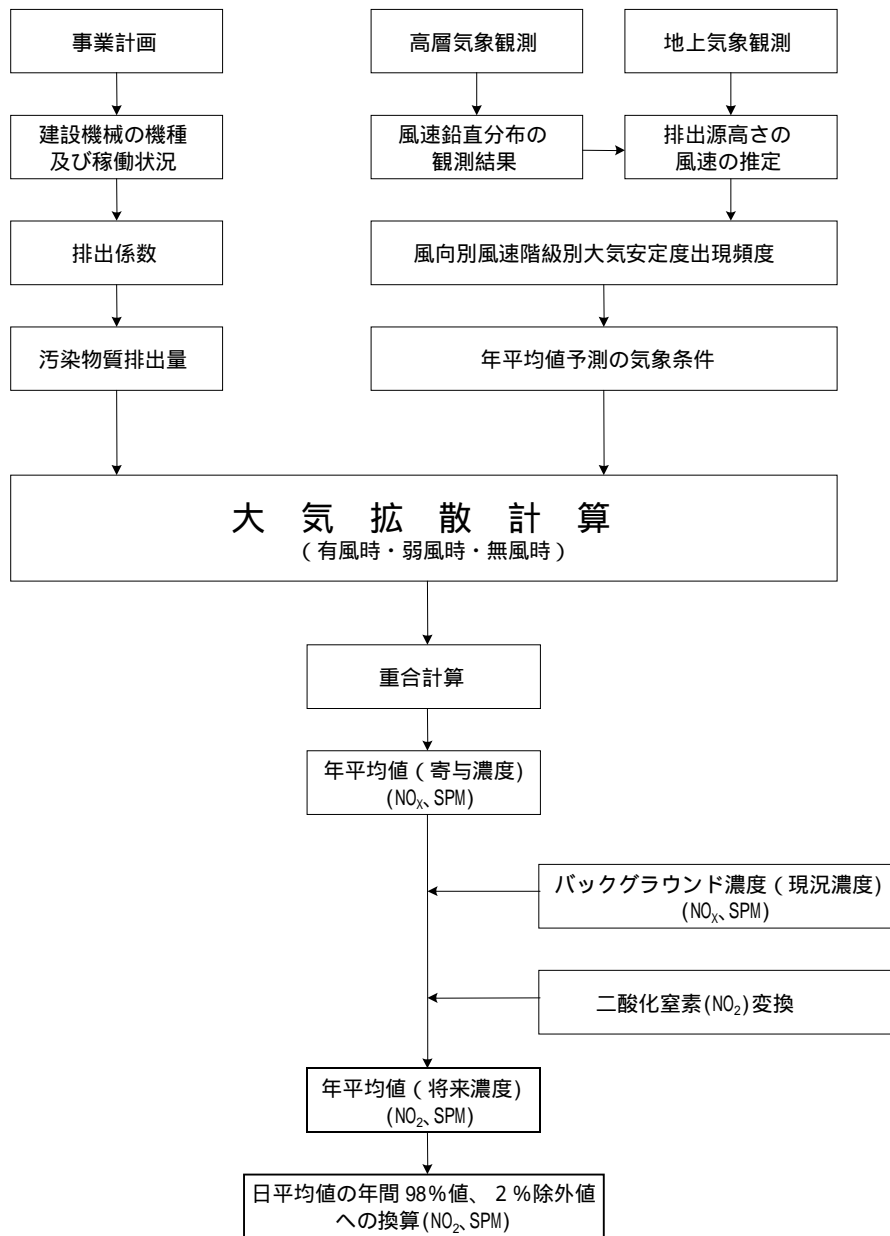 事業計画
高層気象観測
地上気象観測
建設機械の機種
及び稼働状況
風速鉛直分布の
観測結果
排出源高さの
風速の推定
排出係数
風向別風速階級別大気安定度出現頻度
汚染物質排出量
年平均値予測の気象条件
大気拡散計算
(有風時・弱風時・無風時)
重合計算
年平均値(寄与濃度)
(NOX、SPM)
バックグラウンド濃度(現況濃度)
(NOX、SPM)
二酸化窒素(NO2)変換
年平均値(将来濃度)
(NO2、SPM)
日平均値の年間98%値、2%除外値
への換算(NO2、SPM)